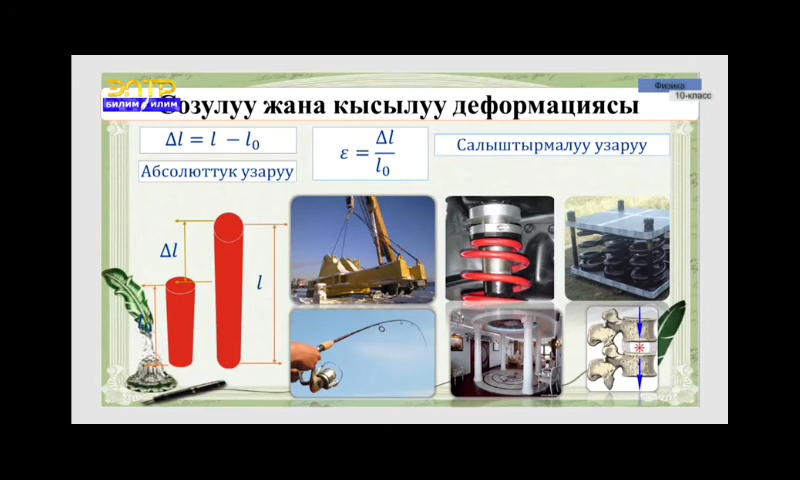 ЭЛТР
БИЛИМ ИЛИМ
Физика
10-класс
Созулуу жана кысылуу деформациясы
Δl = l − l₀
Абсолюттук узаруу
ε = Δl / l₀
Салыштырмалуу узаруу
Δl
l